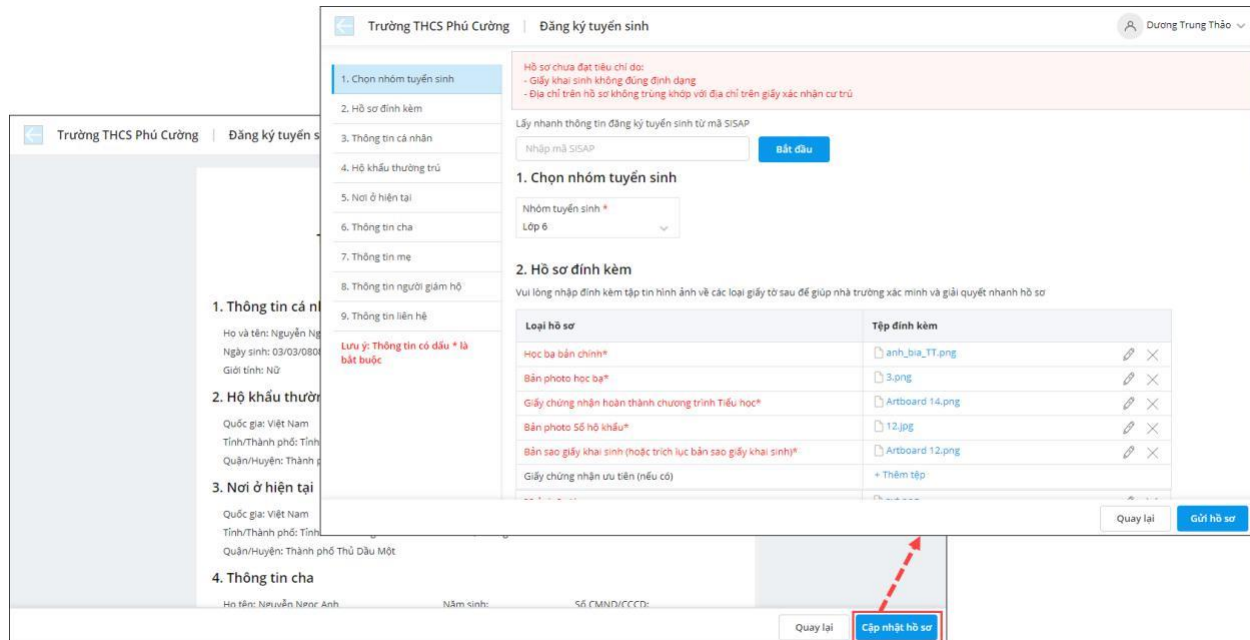 Trường THCS Phú Cường | Đăng ký tuyển sinh
Dương Trung Thảo
1. Chọn nhóm tuyển sinh
2. Hồ sơ đính kèm
3. Thông tin cá nhân
4. Hộ khẩu thường trú
5. Nơi ở hiện tại
6. Thông tin cha
7. Thông tin mẹ
8. Thông tin người giám hộ
9. Thông tin liên hệ
Lưu ý: Thông tin có dấu * là
bắt buộc
Hồ sơ chưa đạt tiêu chí do:
- Giấy khai sinh không đúng định dạng
- Địa chỉ trên hồ sơ không trùng khớp với địa chỉ trên giấy xác nhận cư trú
Lấy nhanh thông tin đăng ký tuyển sinh từ mã SISAP
Nhập mã SISAP
Bắt đầu
1. Chọn nhóm tuyển sinh
Nhóm tuyển sinh *
Lớp 6
2. Hồ sơ đính kèm
Vui lòng nhập đính kèm tập tin hình ảnh về các loại giấy tờ sau để giúp nhà trường xác minh và giải quyết nhanh hồ sơ
Loại hồ sơ Tệp đính kèm
Học bạ bản chính* anh_bia_TT.png
Bản photo học bạ* 3.png
Giấy chứng nhận hoàn thành chương trình Tiểu học* Artboard 14.png
Bản photo Sổ hộ khẩu* 12.jpg
Bản sao giấy khai sinh (hoặc trích lục bản sao giấy khai sinh)* Artboard 12.png
Giấy chứng nhận ưu tiên (nếu có) + Thêm tệp
Quay lại
Gửi hồ sơ
Trường THCS Phú Cường | Đăng ký tuyển s
1. Thông tin cá nh
Họ và tên: Nguyễn Ng
Ngày sinh: 03/03/080
Giới tính: Nữ
2. Hộ khẩu thườn
Quốc gia: Việt Nam
Tỉnh/Thành phố: Tỉnh
Quận/Huyện: Thành p
3. Nơi ở hiện tại
Quốc gia: Việt Nam
Tỉnh/Thành phố: Tỉnh
Quận/Huyện: Thành phố Thủ Dầu Một
4. Thông tin cha
Họ tên: Nguyễn Ngọc Anh Năm sinh: Số CMND/CCCD:
Quay lại
Cập nhật hồ sơ